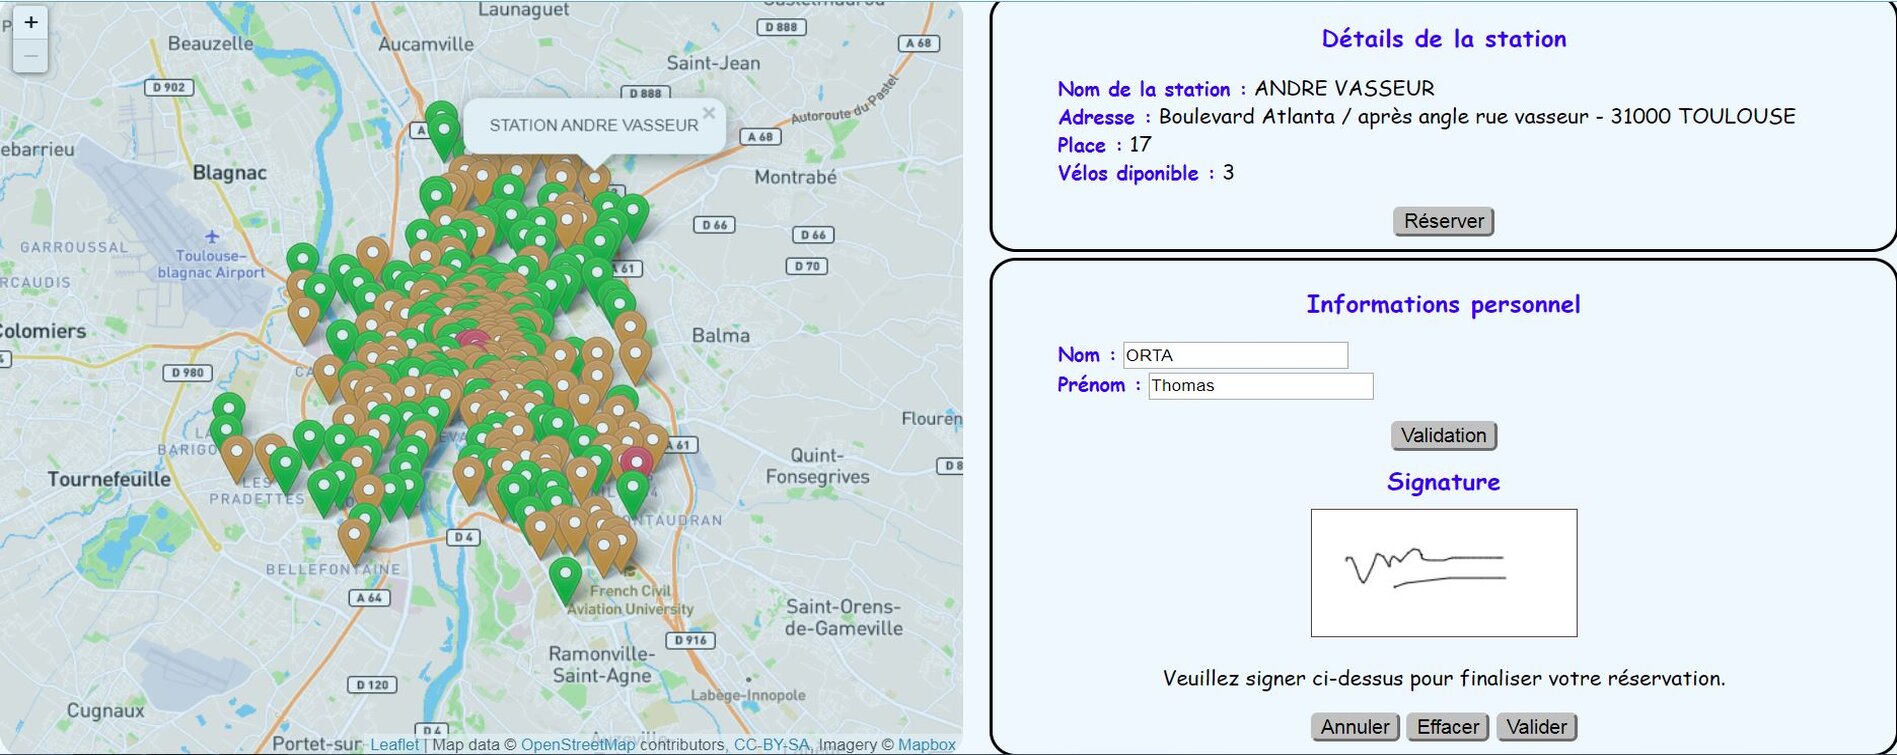 +
−
Launaguet
D 888
A 68
Beauzelle
Aucamville
Saint-Jean
D 902
D 888
Autoroute du Pastel
A
STATION ANDRE VASSEUR
×
A 68
Blagnac
Montrabé
GARROUSSAL
Toulouse-
blagnac Airport
D 66
D 66
D 70
A 61
Colomiers
Balma
D 980
Flouren
BARIGO
A 61
Tournefeuille
LES
PRADETTES
Quint-
Fonsegrives
D 8
D 4
BELLEFONTAINE
A 64
French Civil
Aviation University
Saint-Orens-
de-Gameville
D 916
Ramonville-
Saint-Agne
D 120
Labège-Innopole
Cugnaux
D 4
Portet-sur-
Leaflet | Map data © OpenStreetMap contributors, CC-BY-SA, Imagery © Mapbox
Détails de la station
Nom de la station : ANDRE VASSEUR
Adresse : Boulevard Atlanta / après angle rue vasseur - 31000 TOULOUSE
Place : 17
Vélos diponible : 3
Réserver
Informations personnel
Nom : ORTA
Prénom : Thomas
Validation
Signature
Veuillez signer ci-dessus pour finaliser votre réservation.
Annuler Effacer Valider